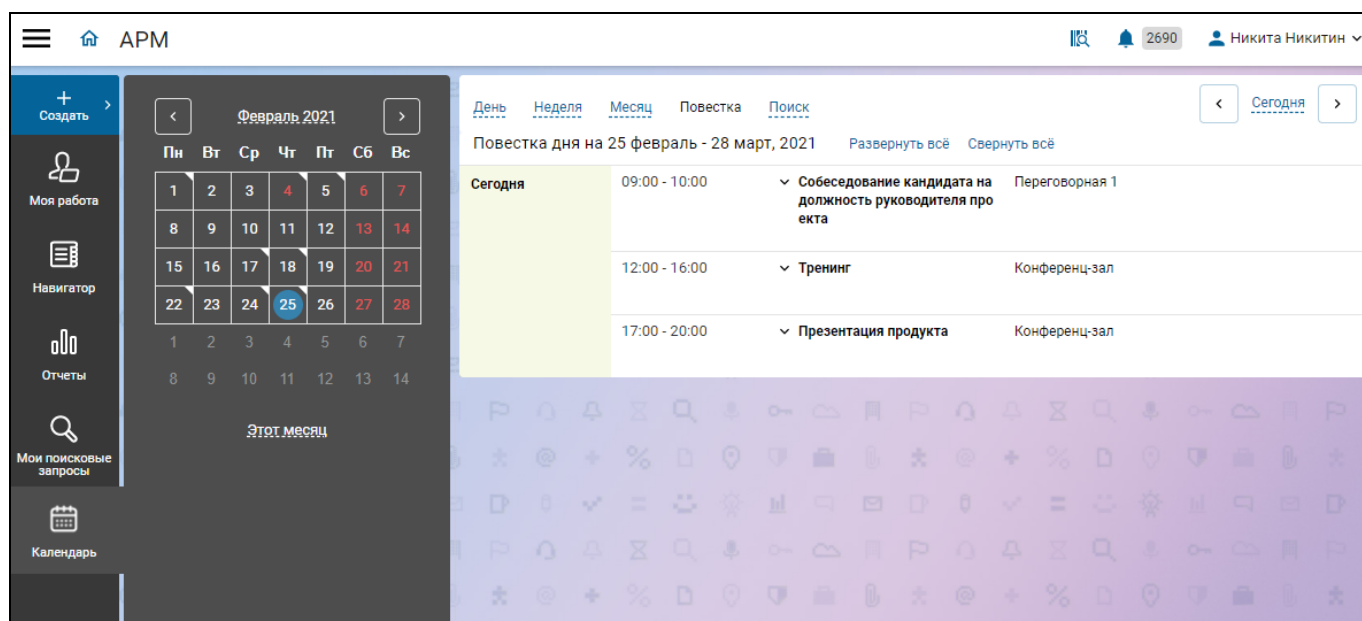 АРМ
2690
Никита Никитин
+
Создать
Моя работа
Навигатор
Отчеты
Мои поисковые
запросы
Календарь
Февраль 2021
Пн Вт Ср Чт Пт Сб Вс
1 2 3 4 5 6 7
8 9 10 11 12 13 14
15 16 17 18 19 20 21
22 23 24 25 26 27 28
1 2 3 4 5 6 7
8 9 10 11 12 13 14
Этот месяц
День Неделя Месяц Повестка Поиск
Сегодня
Повестка дня на 25 февраль - 28 март, 2021 Развернуть всё Свернуть всё
Сегодня 09:00 - 10:00 Собеседование кандидата на Переговорная 1
должность руководителя про
екта
12:00 - 16:00 Тренинг Конференц-зал
17:00 - 20:00 Презентация продукта Конференц-зал